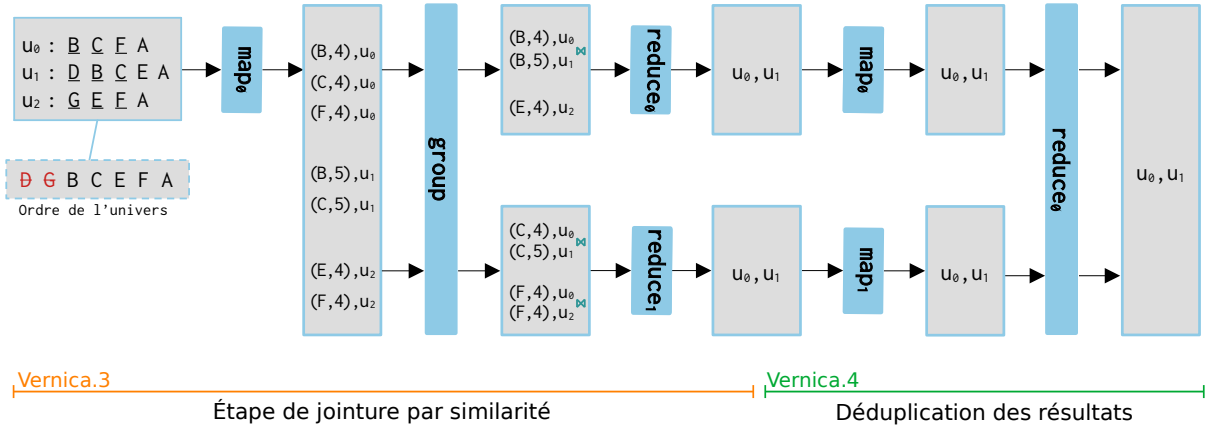 u₀ : B C F A
u₁ : D B C E A
u₂ : G E F A
D G B C E F A
Ordre de l'univers
map₀
(B,4),u₀
(C,4),u₀
(F,4),u₀
(B,5),u₁
(C,5),u₁
(E,4),u₂
(F,4),u₂
group
(B,4),u₀
⋈
(B,5),u₁
(E,4),u₂
reduce₀
u₀,u₁
map₀
u₀,u₁
(C,4),u₀
⋈
(C,5),u₁
(F,4),u₀
⋈
(F,4),u₂
reduce₁
u₀,u₁
map₁
u₀,u₁
reduce₀
u₀,u₁
Vernica.3
Étape de jointure par similarité
Vernica.4
Déduplication des résultats